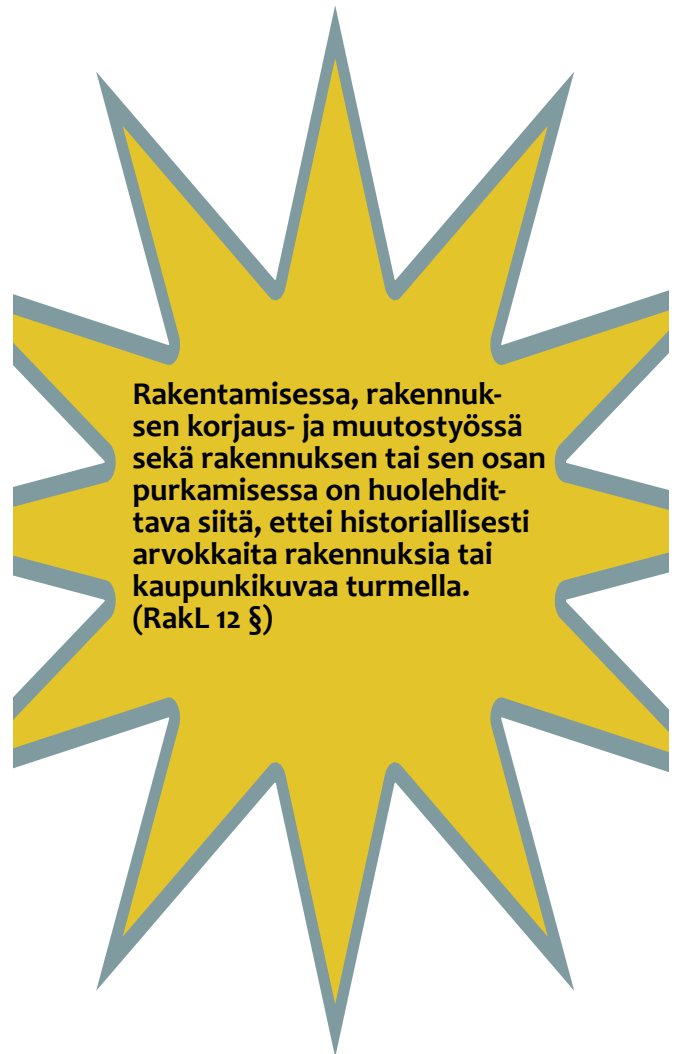 Rakentamisessa, rakennuk-
sen korjaus- ja muutostyössä
sekä rakennuksen tai sen osan
purkamisessa on huolehdit-
tava siitä, ettei historiallisesti
arvokkaita rakennuksia tai
kaupunkikuvaa turmella.
(RakL 12 §)